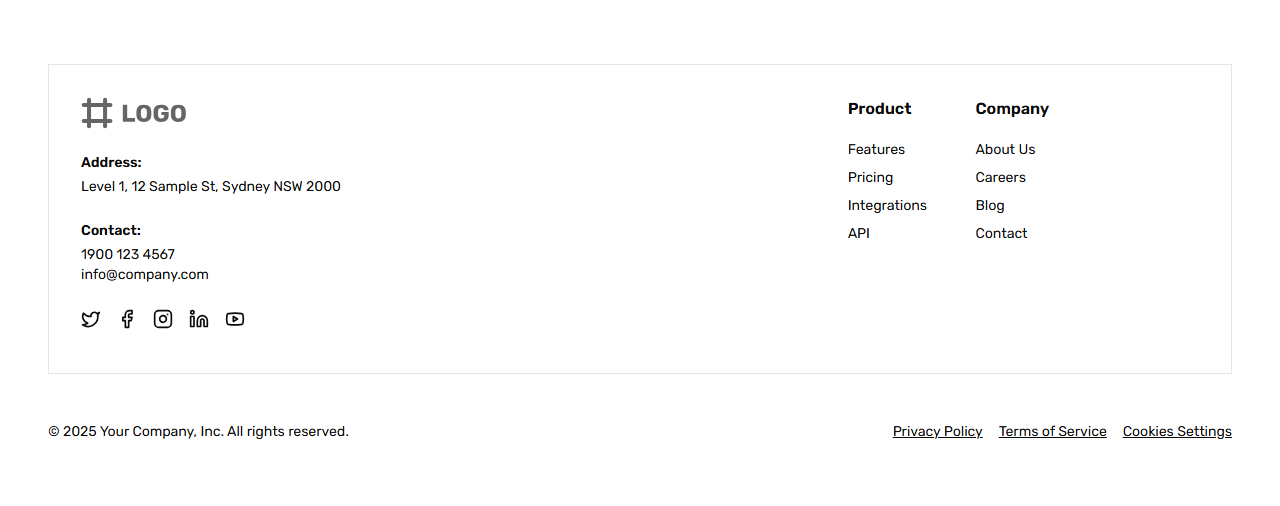 LOGO
Address:
Level 1, 12 Sample St, Sydney NSW 2000
Contact:
1900 123 4567
info@company.com
Product
Features
Pricing
Integrations
API
Company
About Us
Careers
Blog
Contact
© 2025 Your Company, Inc. All rights reserved.
Privacy Policy
Terms of Service
Cookies Settings